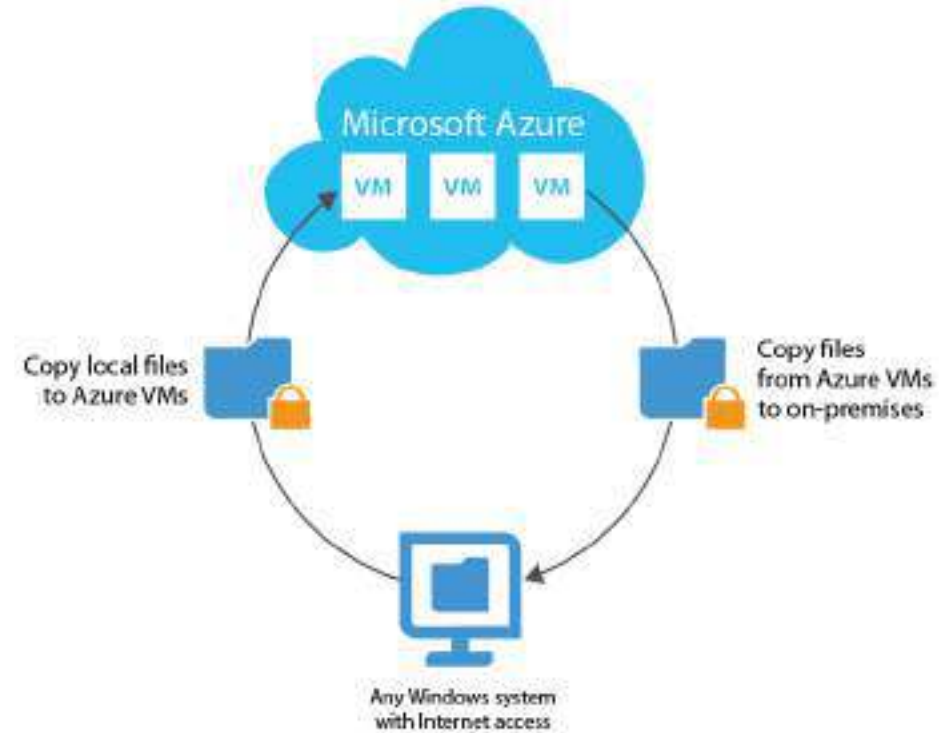 Microsoft Azure
VM VM VM
Copy local files
to Azure VMs
Copy files
from Azure VMs
to on-premises
Any Windows system
with Internet access